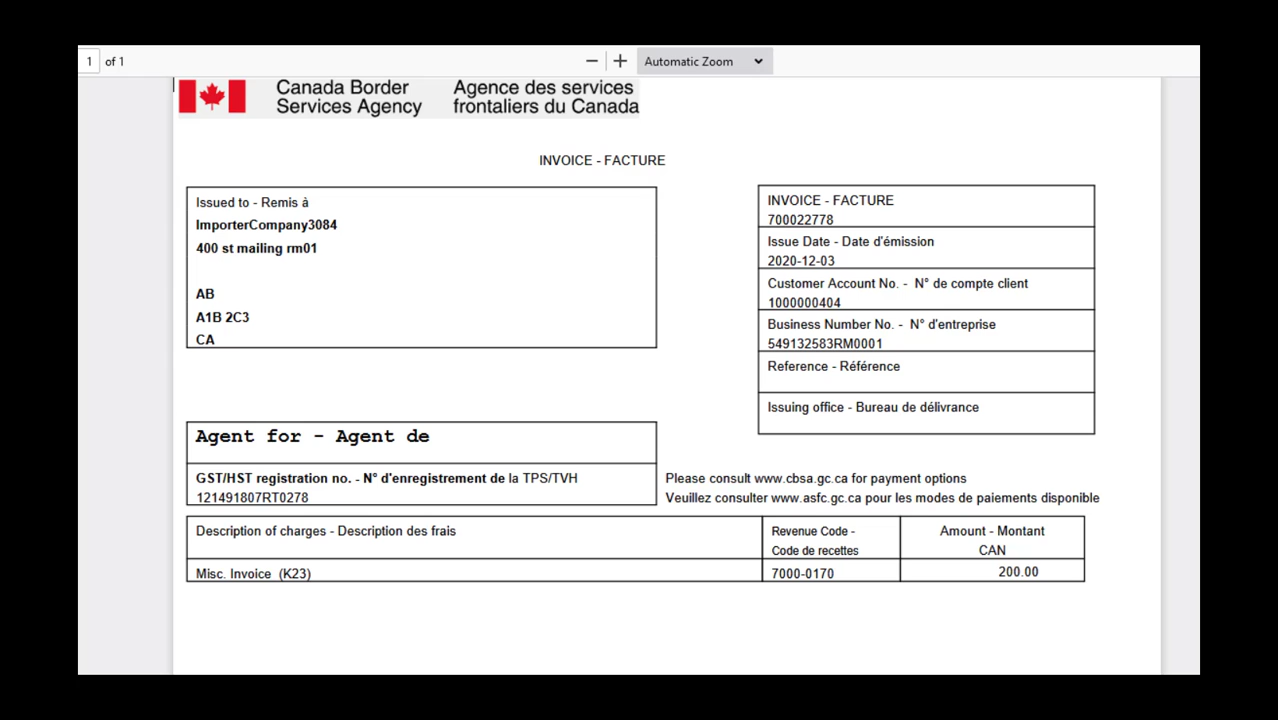 1 of 1
Automatic Zoom
Canada Border
Services Agency
Agence des services
frontaliers du Canada
INVOICE - FACTURE
Issued to - Remis à
ImporterCompany3084
400 st mailing rm01
AB
A1B 2C3
CA
INVOICE - FACTURE
700022778
Issue Date - Date d'émission
2020-12-03
Customer Account No. - N° de compte client
1000000404
Business Number No. - N° d'entreprise
549132583RM0001
Reference - Référence
Issuing office - Bureau de délivrance
Agent for - Agent de
GST/HST registration no. - N° d'enregistrement de la TPS/TVH
121491807RT0278
Please consult www.cbsa.gc.ca for payment options
Veuillez consulter www.asfc.gc.ca pour les modes de paiements disponible
Description of charges - Description des frais
Revenue Code -
Code de recettes
Amount - Montant
CAN
Misc. Invoice (K23)
7000-0170
200.00